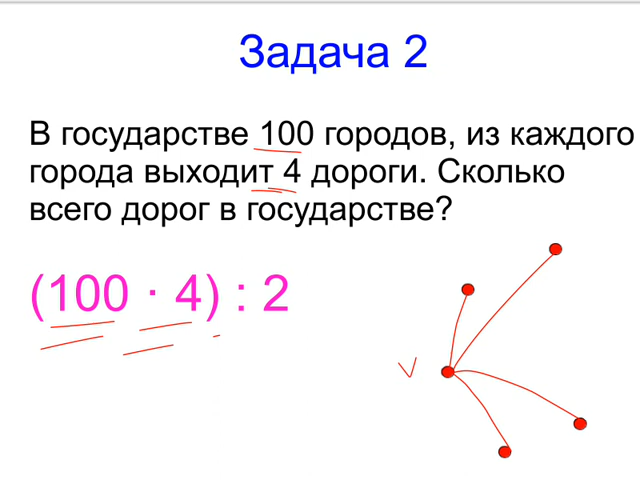 Задача 2
В государстве 100 городов, из каждого
города выходит 4 дороги. Сколько
всего дорог в государстве?
(100 · 4) : 2
V